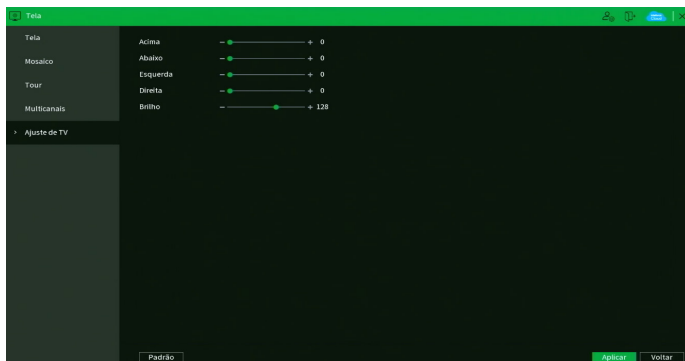 Tela
Tela
Mosaico
Tour
Multicanais
> Ajuste de TV
Acima - + 0
Abaixo - + 0
Esquerda - + 0
Direita - + 0
Brilho - + 128
Padrão
Aplicar
Voltar